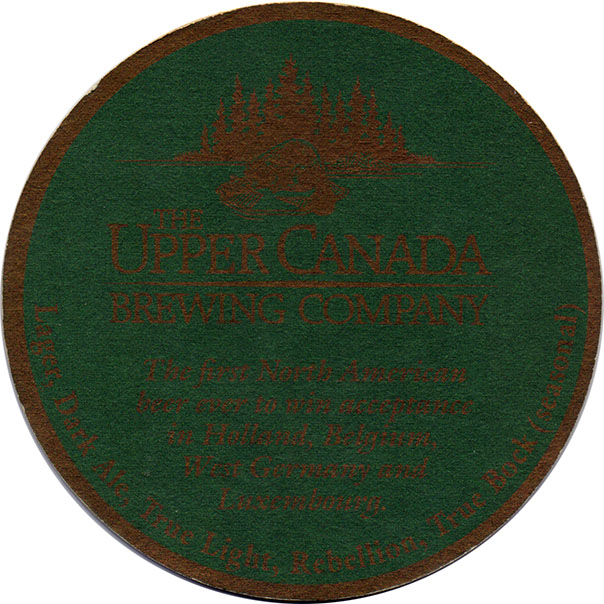 THE
UPPER CANADA
BREWING COMPANY
The first North American
beer ever to win acceptance
in Holland, Belgium,
West Germany and
Luxembourg.
Lager, Dark Ale, True Light, Rebellion, True Bock (seasonal)